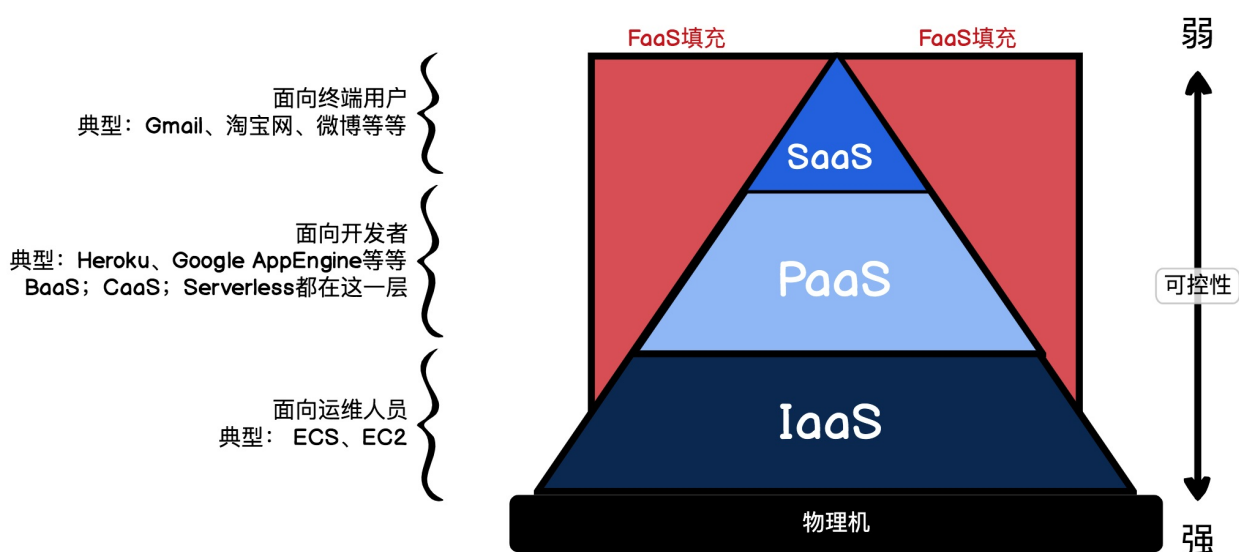 FaaS填充
FaaS填充
弱
面向终端用户
典型：Gmail、淘宝网、微博等等
SaaS
面向开发者
典型：Heroku、Google AppEngine等等
BaaS；CaaS；Serverless都在这一层
PaaS
可控性
面向运维人员
典型： ECS、EC2
IaaS
物理机
强